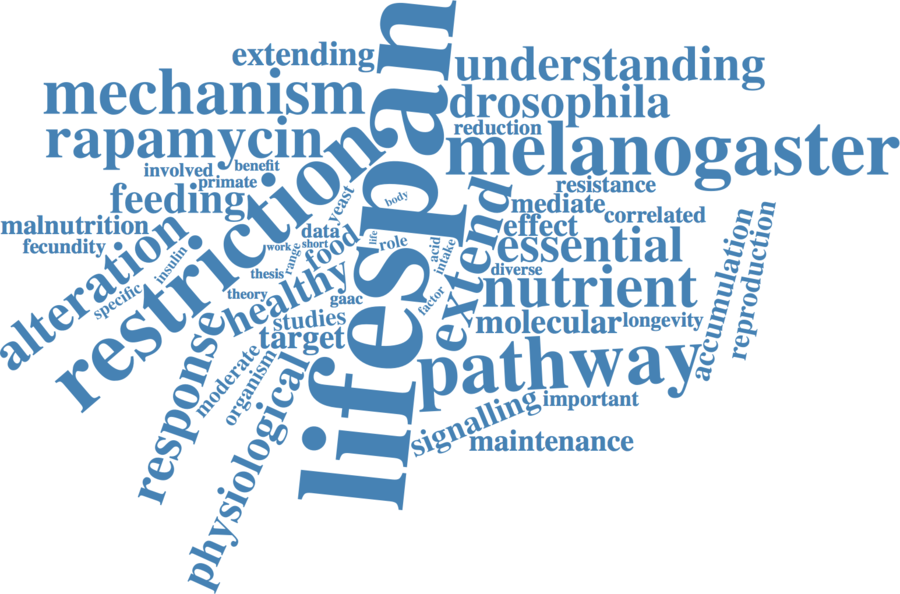 lifespan
extending
understanding
mechanism
drosophila
rapamycin
reduction
melanogaster
restriction
involved
benefit
primate
feeding
yeast
body
resistance
mediate
correlated
extend
effect
malnutrition
fecundity
alteration
insulin
specific
data
work
short
food
life
role
acid
intake
essential
diverse
accumulation
reproduction
thesis
range
theory
healthy
gaac
factor
nutrient
studies
target
molecular
longevity
response
moderate
organism
physiological
pathway
signalling
important
maintenance